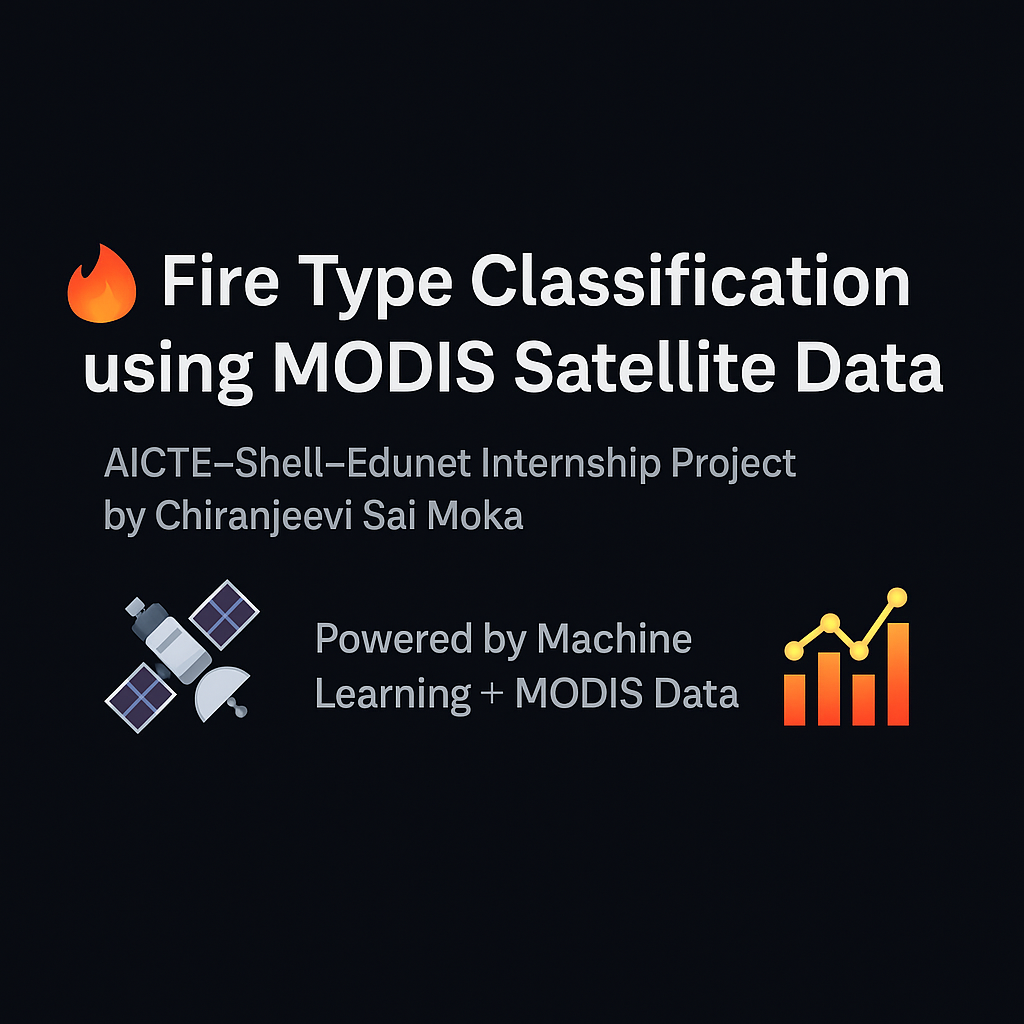 Fire Type Classification
using MODIS Satellite Data
AICTE–Shell–Edunet Internship Project
by Chiranjeevi Sai Moka
Powered by Machine
Learning + MODIS Data